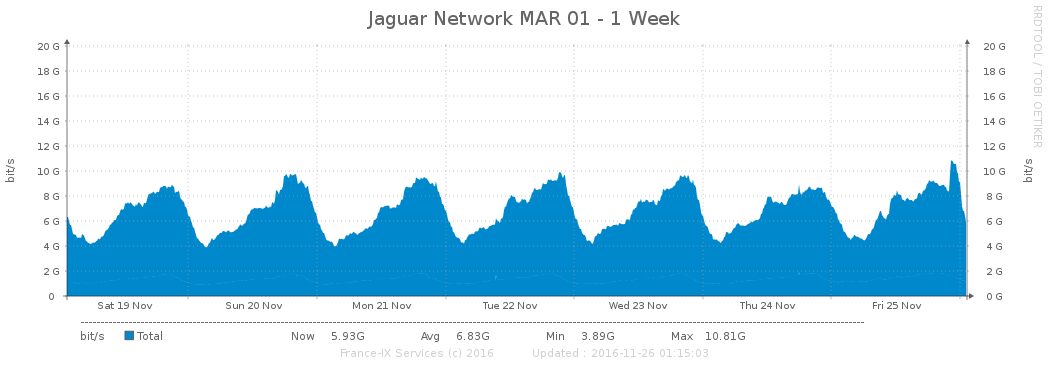 Jaguar Network MAR 01 - 1 Week
RRDTOOL / TOBI OETIKER
bit/s
20 G
18 G
16 G
14 G
12 G
10 G
8 G
6 G
4 G
2 G
0
20 G
18 G
16 G
14 G
12 G
10 G
8 G
6 G
4 G
2 G
0 G
bit/s
Sat 19 Nov Sun 20 Nov Mon 21 Nov Tue 22 Nov Wed 23 Nov Thu 24 Nov Fri 25 Nov
bit/s Total Now 5.93G Avg 6.83G Min 3.89G Max 10.81G
France-IX Services (c) 2016 Updated : 2016-11-26 01:15:03